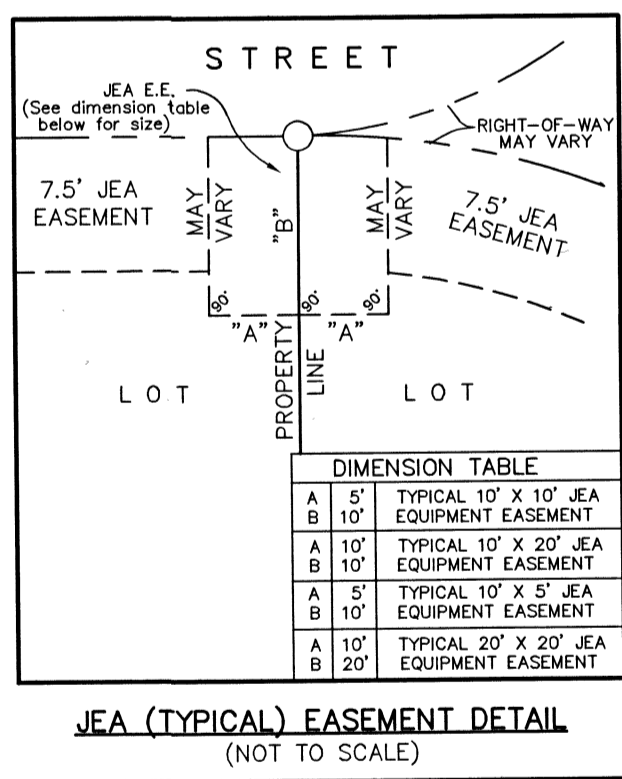 STREET
JEA E.E.
(See dimension table
below for size)
RIGHT-OF-WAY
MAY VARY
7.5' JEA
EASEMENT
MAY
VARY
"B"
MAY
VARY
7.5' JEA
EASEMENT
90°
90°
90°
"A"
"A"
PROPERTY
LINE
LOT
LOT
DIMENSION TABLE
A 5' TYPICAL 10' X 10' JEA
B 10' EQUIPMENT EASEMENT
A 10' TYPICAL 10' X 20' JEA
B 10' EQUIPMENT EASEMENT
A 5' TYPICAL 10' X 5' JEA
B 10' EQUIPMENT EASEMENT
A 10' TYPICAL 20' X 20' JEA
B 20' EQUIPMENT EASEMENT
JEA (TYPICAL) EASEMENT DETAIL
(NOT TO SCALE)